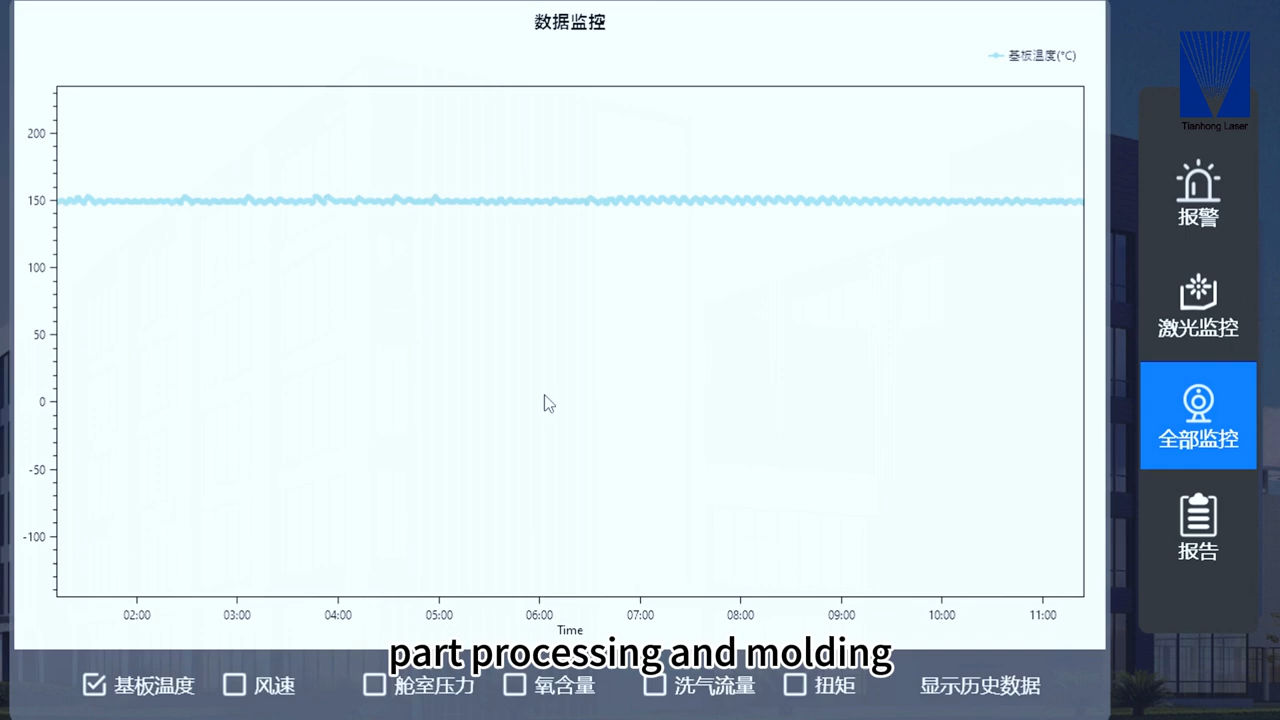 数据监控
基板温度(°C)
Tianhong Laser
200
150
100
50
0
-50
-100
02:00 03:00 04:00 05:00 06:00 07:00 08:00 09:00 10:00 11:00
Time
报警
激光监控
全部监控
报告
part processing and molding
基板温度 风速 舱室压力 氧含量 洗气流量 扭矩 显示历史数据